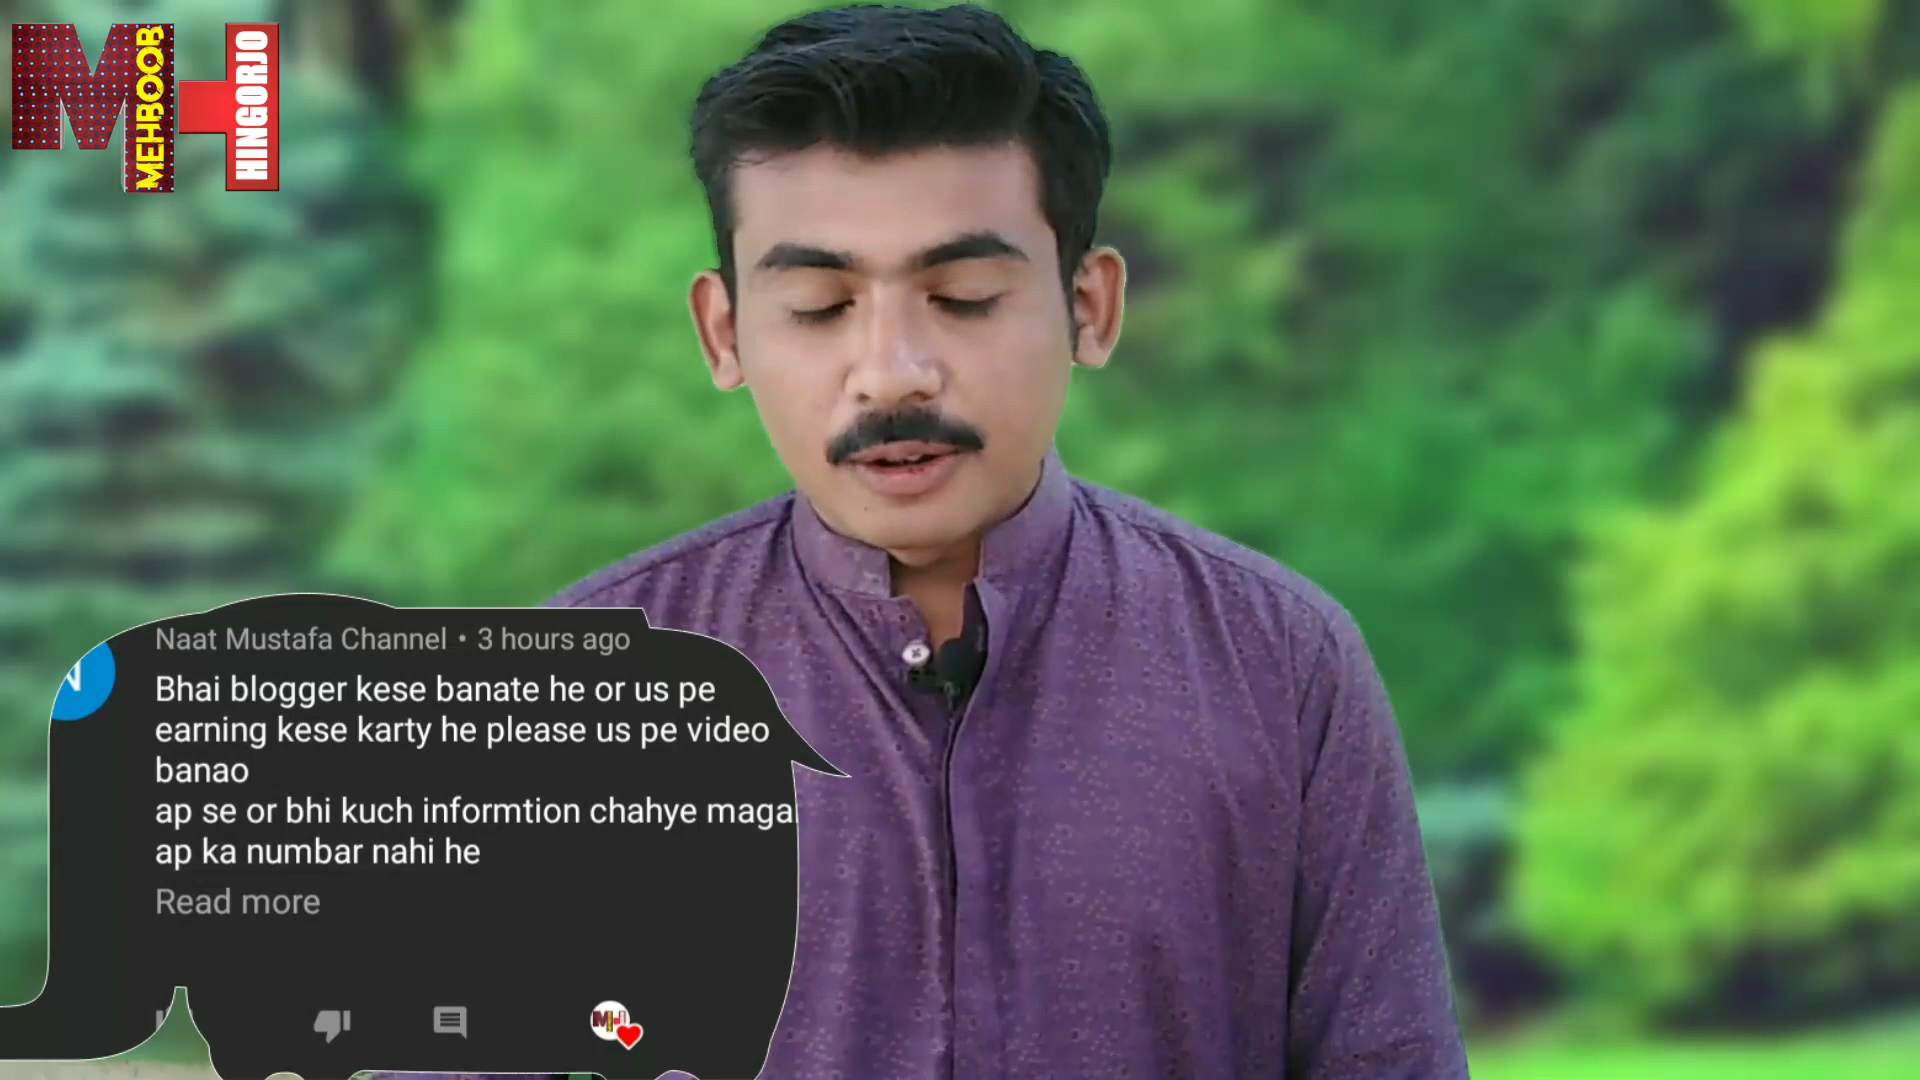 MEHBOOB
HINGORJO
Naat Mustafa Channel • 3 hours ago
Bhai blogger kese banate he or us pe
earning kese karty he please us pe video
banao
ap se or bhi kuch informtion chahye
ap ka numbar nahi he
Read more